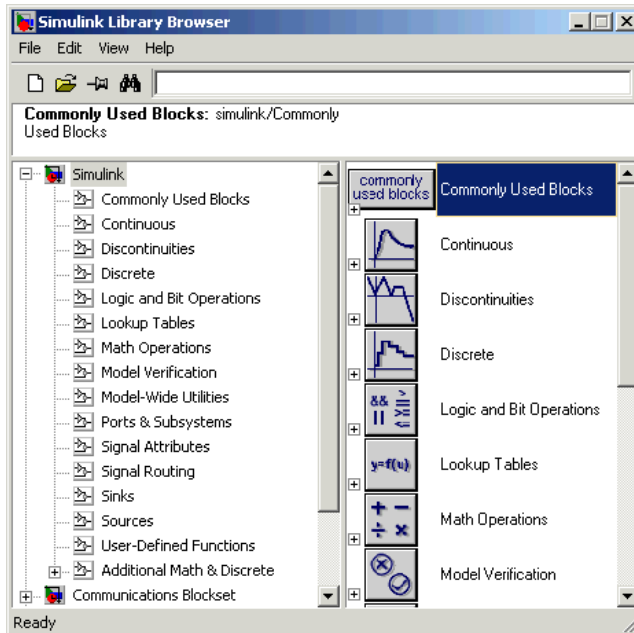 Simulink Library Browser
File Edit View Help
Commonly Used Blocks: simulink/Commonly
Used Blocks
Simulink
Commonly Used Blocks
Continuous
Discontinuities
Discrete
Logic and Bit Operations
Lookup Tables
Math Operations
Model Verification
Model-Wide Utilities
Ports & Subsystems
Signal Attributes
Signal Routing
Sinks
Sources
User-Defined Functions
Additional Math & Discrete
Communications Blockset
commonly
used blocks
Commonly Used Blocks
Continuous
Discontinuities
Discrete
&& >
|| >=
<=
Logic and Bit Operations
y=f(u)
Lookup Tables
+ −
÷ ×
Math Operations
Model Verification
Ready